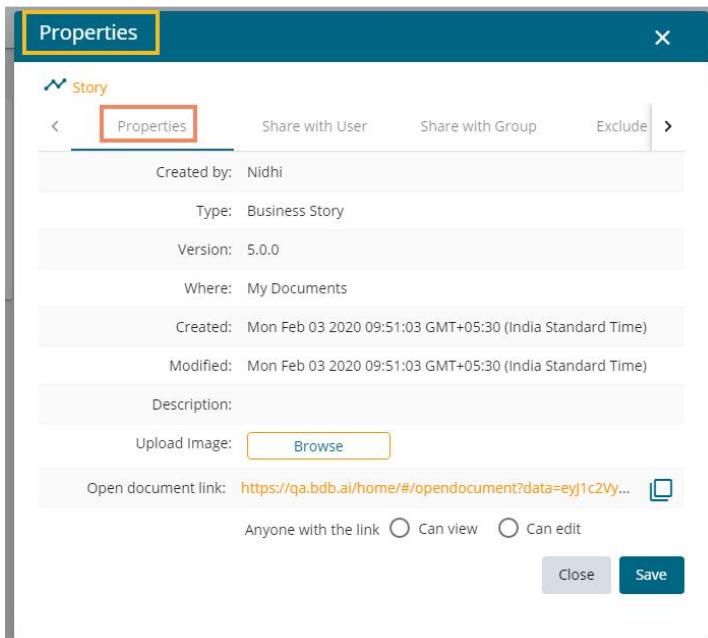 Properties
Story
Properties Share with User Share with Group Exclude
Created by: Nidhi
Type: Business Story
Version: 5.0.0
Where: My Documents
Created: Mon Feb 03 2020 09:51:03 GMT+05:30 (India Standard Time)
Modified: Mon Feb 03 2020 09:51:03 GMT+05:30 (India Standard Time)
Description:
Upload Image: Browse
Open document link: https://qa.bdb.ai/home/#/opendocument?data=eyJ1c2Vy...
Anyone with the link Can view Can edit
Close Save